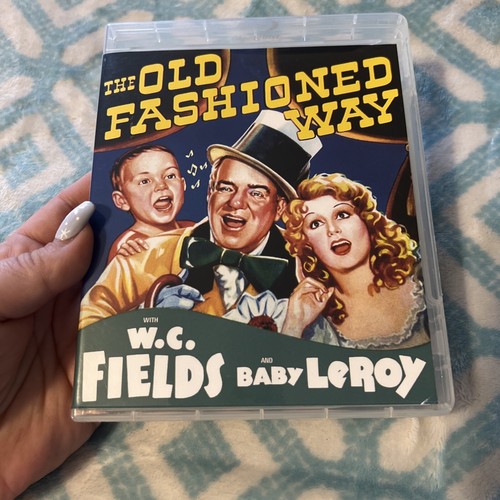 THE OLD
FASHIONED
WAY
WITH
W.C.
FIELDS
AND
BABY LeROY